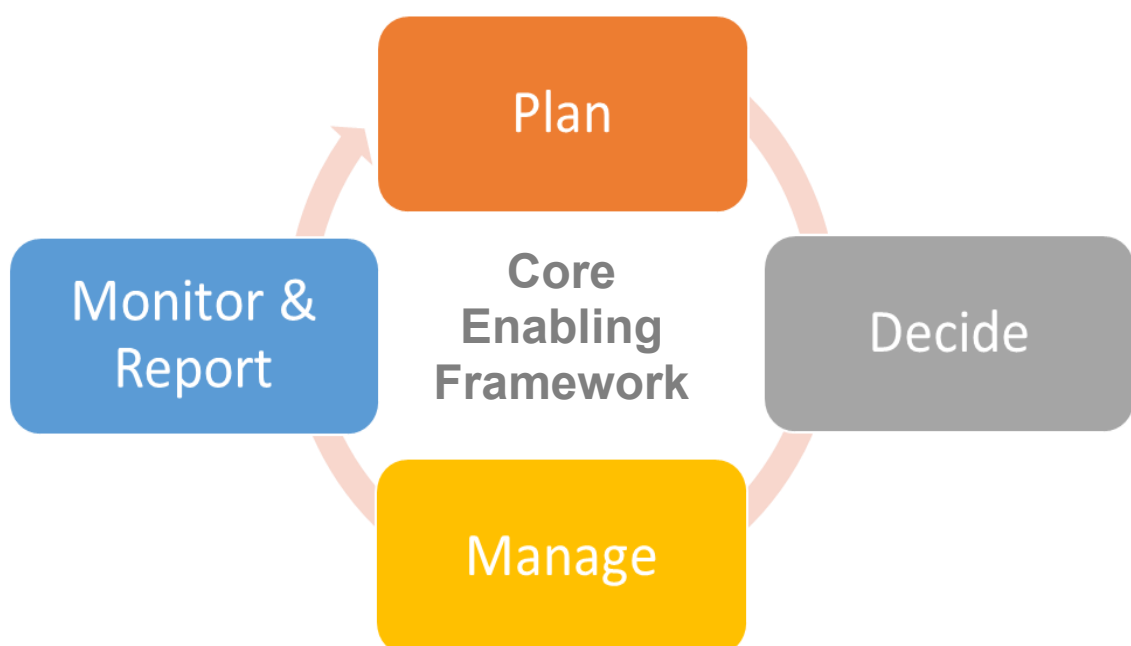 Plan
Core
Enabling
Framework
Monitor &
Report
Decide
Manage